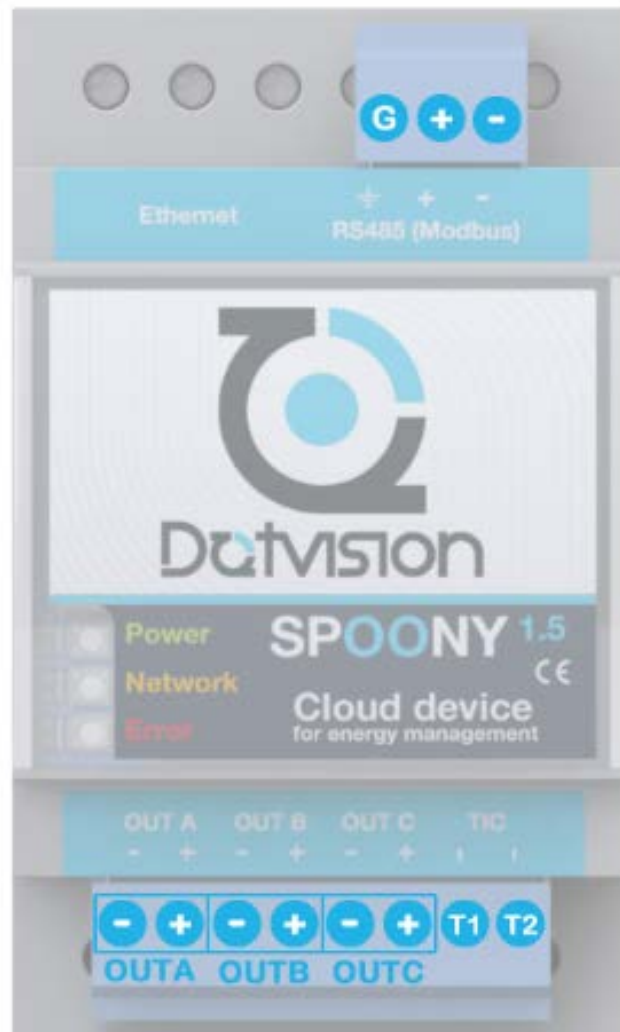 G + -
⏚ + -
Ethernet RS485 (Modbus)
Dotvision
Power SPOONY 1.5
Network CE
Error Cloud device
for energy management
OUT A OUT B OUT C TIC
- + - + - + ı ı
- + - + - + T1 T2
OUTA OUTB OUTC